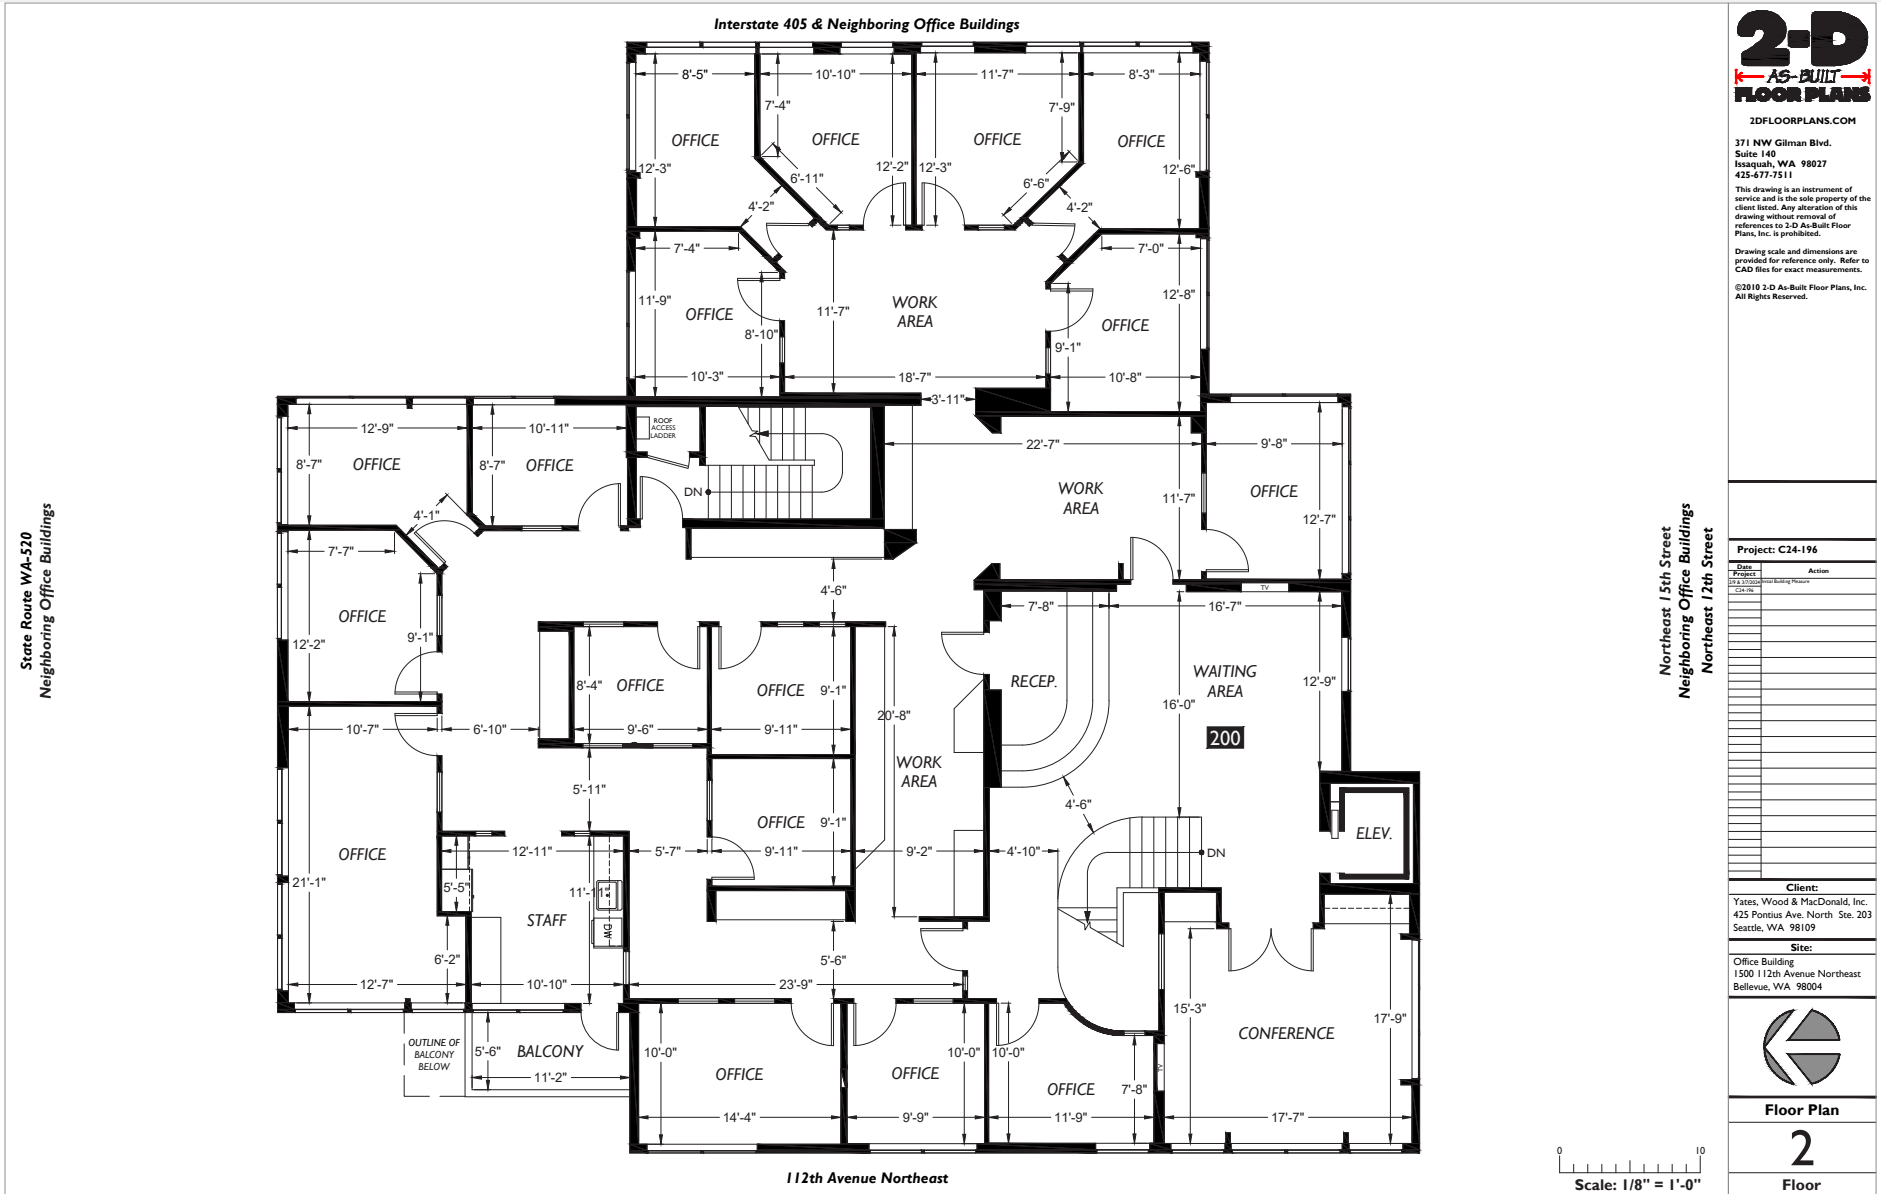 Interstate 405 & Neighboring Office Buildings
8'-5"
10'-10"
11'-7"
8'-3"
7'-4"
7'-9"
OFFICE
OFFICE
OFFICE
OFFICE
12'-3"
12'-2"
12'-3"
12'-6"
6'-11"
6'-6"
4'-2"
4'-2"
7'-4"
7'-0"
11'-9"
OFFICE
8'-10"
11'-7"
WORK
AREA
12'-8"
OFFICE
9'-1"
10'-3"
18'-7"
10'-8"
3'-11"
12'-9"
10'-11"
ROOF
ACCESS
LADDER
22'-7"
9'-8"
8'-7"
OFFICE
8'-7"
OFFICE
DN
WORK
AREA
11'-7"
OFFICE
12'-7"
4'-1"
7'-7"
OFFICE
12'-2"
9'-1"
4'-6"
TV
7'-8"
16'-7"
8'-4"
OFFICE
OFFICE
9'-1"
RECEP.
WAITING
AREA
12'-9"
16'-0"
20'-8"
10'-7"
6'-10"
9'-6"
9'-11"
200
WORK
AREA
5'-11"
4'-6"
OFFICE
9'-1"
ELEV.
OFFICE
12'-11"
5'-7"
9'-11"
9'-2"
4'-10"
DN
21'-1"
5'-5"
11'-11"
STAFF
DW
6'-2"
5'-6"
12'-7"
10'-10"
23'-9"
15'-3"
17'-9"
CONFERENCE
OUTLINE OF
BALCONY
BELOW
5'-6"
BALCONY
11'-2"
10'-0"
OFFICE
10'-0"
OFFICE
10'-0"
OFFICE
7'-8"
TV
14'-4"
9'-9"
11'-9"
17'-7"
112th Avenue Northeast
State Route WA-520
Neighboring Office Buildings
Northeast 15th Street
Neighboring Office Buildings
Northeast 12th Street
0 10
Scale: 1/8" = 1'-0"
2-D
AS-BUILT
FLOOR PLANS
2DFLOORPLANS.COM
371 NW Gilman Blvd.
Suite 140
Issaquah, WA 98027
425-677-7511
This drawing is an instrument of
service and is the sole property of the
client listed. Any alteration of this
drawing without removal of
references to 2-D As-Built Floor
Plans, Inc. is prohibited.
Drawing scale and dimensions are
provided for reference only. Refer to
CAD files for exact measurements.
©2010 2-D As-Built Floor Plans, Inc.
All Rights Reserved.
Project: C24-196
Date
Project
Action
2/9 & 3/7/2024 Initial Building Measure
C24-196
Client:
Yates, Wood & MacDonald, Inc.
425 Pontius Ave. North Ste. 203
Seattle, WA 98109
Site:
Office Building
1500 112th Avenue Northeast
Bellevue, WA 98004
Floor Plan
2
Floor